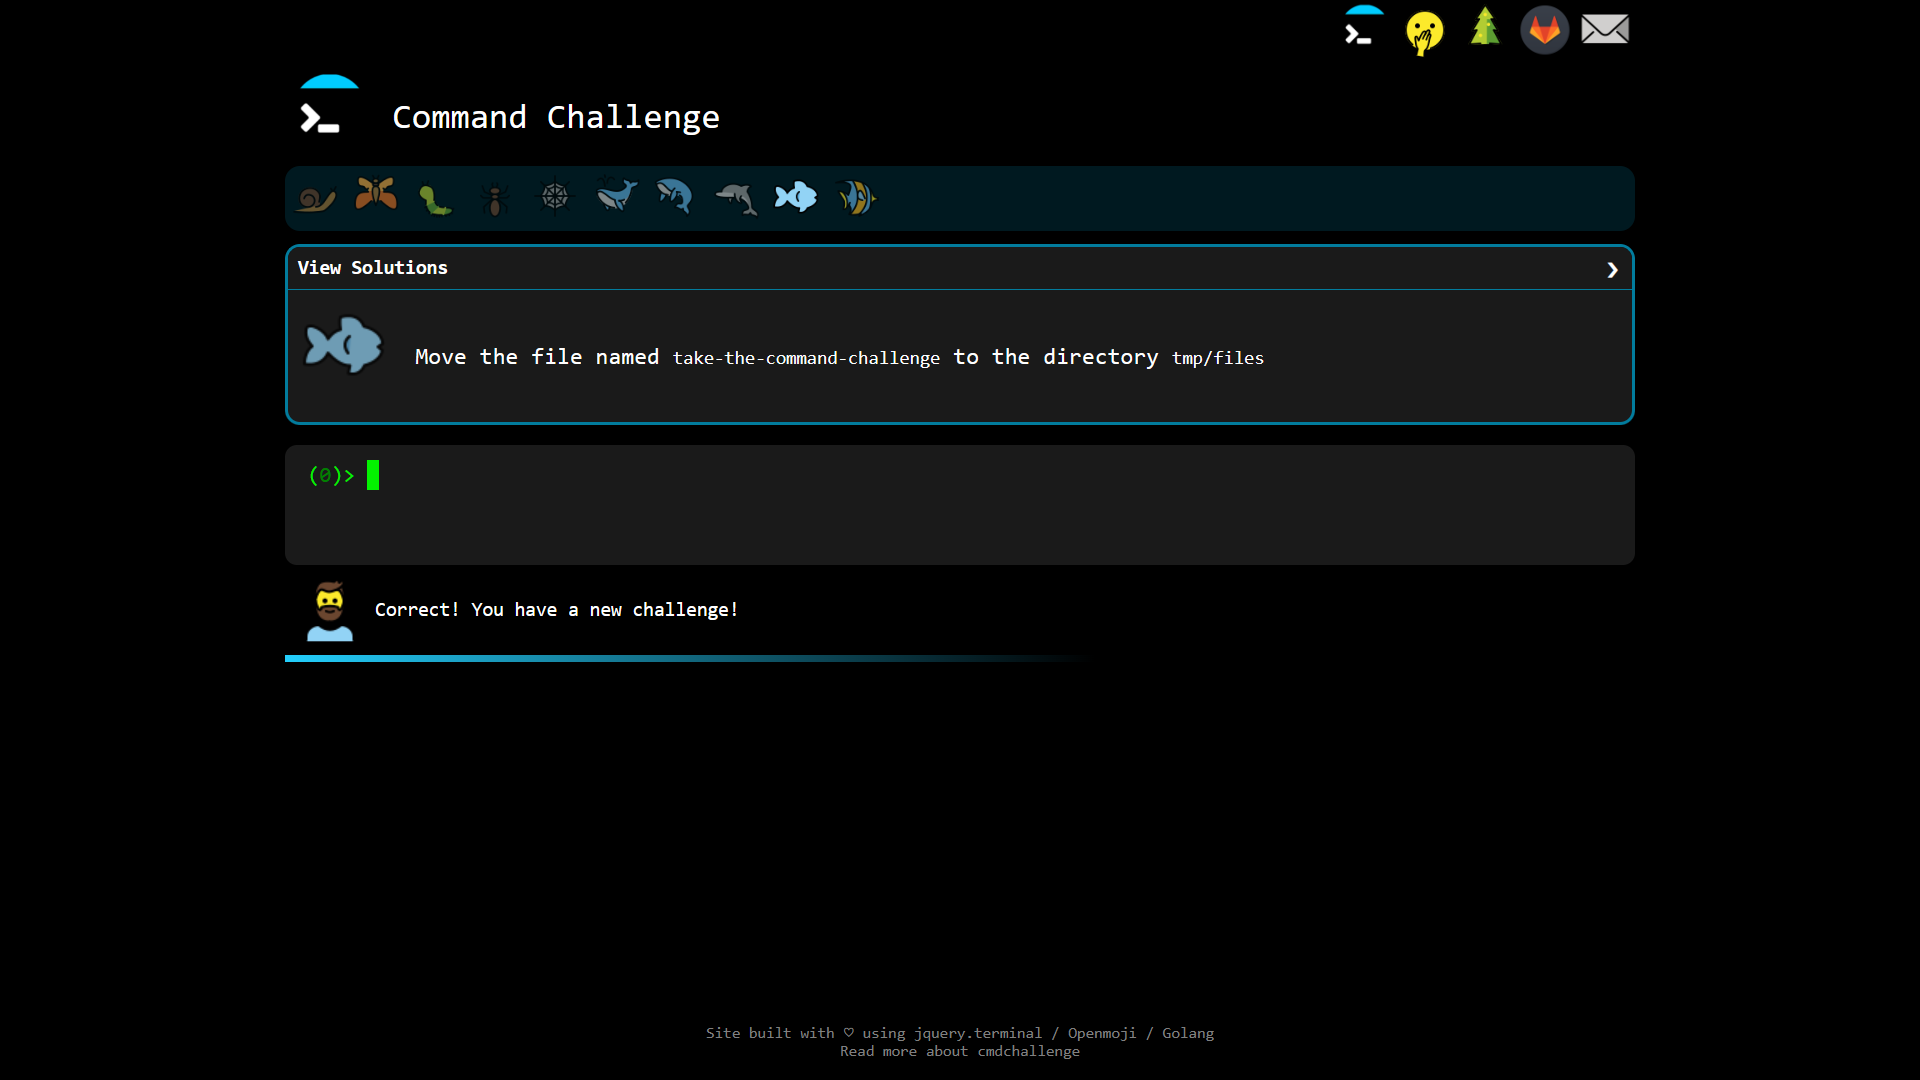 Command Challenge
View Solutions ❯
Move the file named take-the-command-challenge to the directory tmp/files
(0)>
Correct! You have a new challenge!
Site built with ♡ using jquery.terminal / Openmoji / Golang
Read more about cmdchallenge